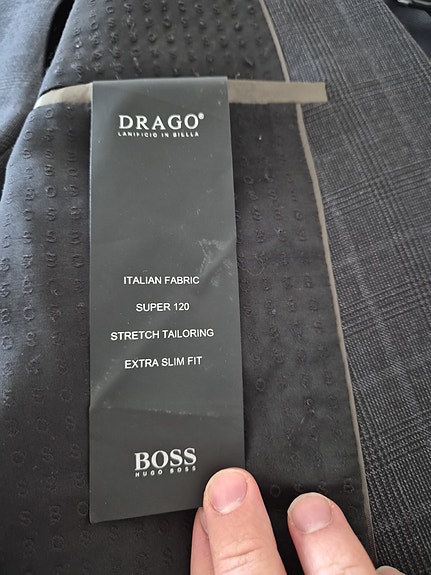 DRAGO®
LANIFICIO IN BIELLA
ITALIAN FABRIC
SUPER 120
STRETCH TAILORING
EXTRA SLIM FIT
BOSS
HUGO BOSS